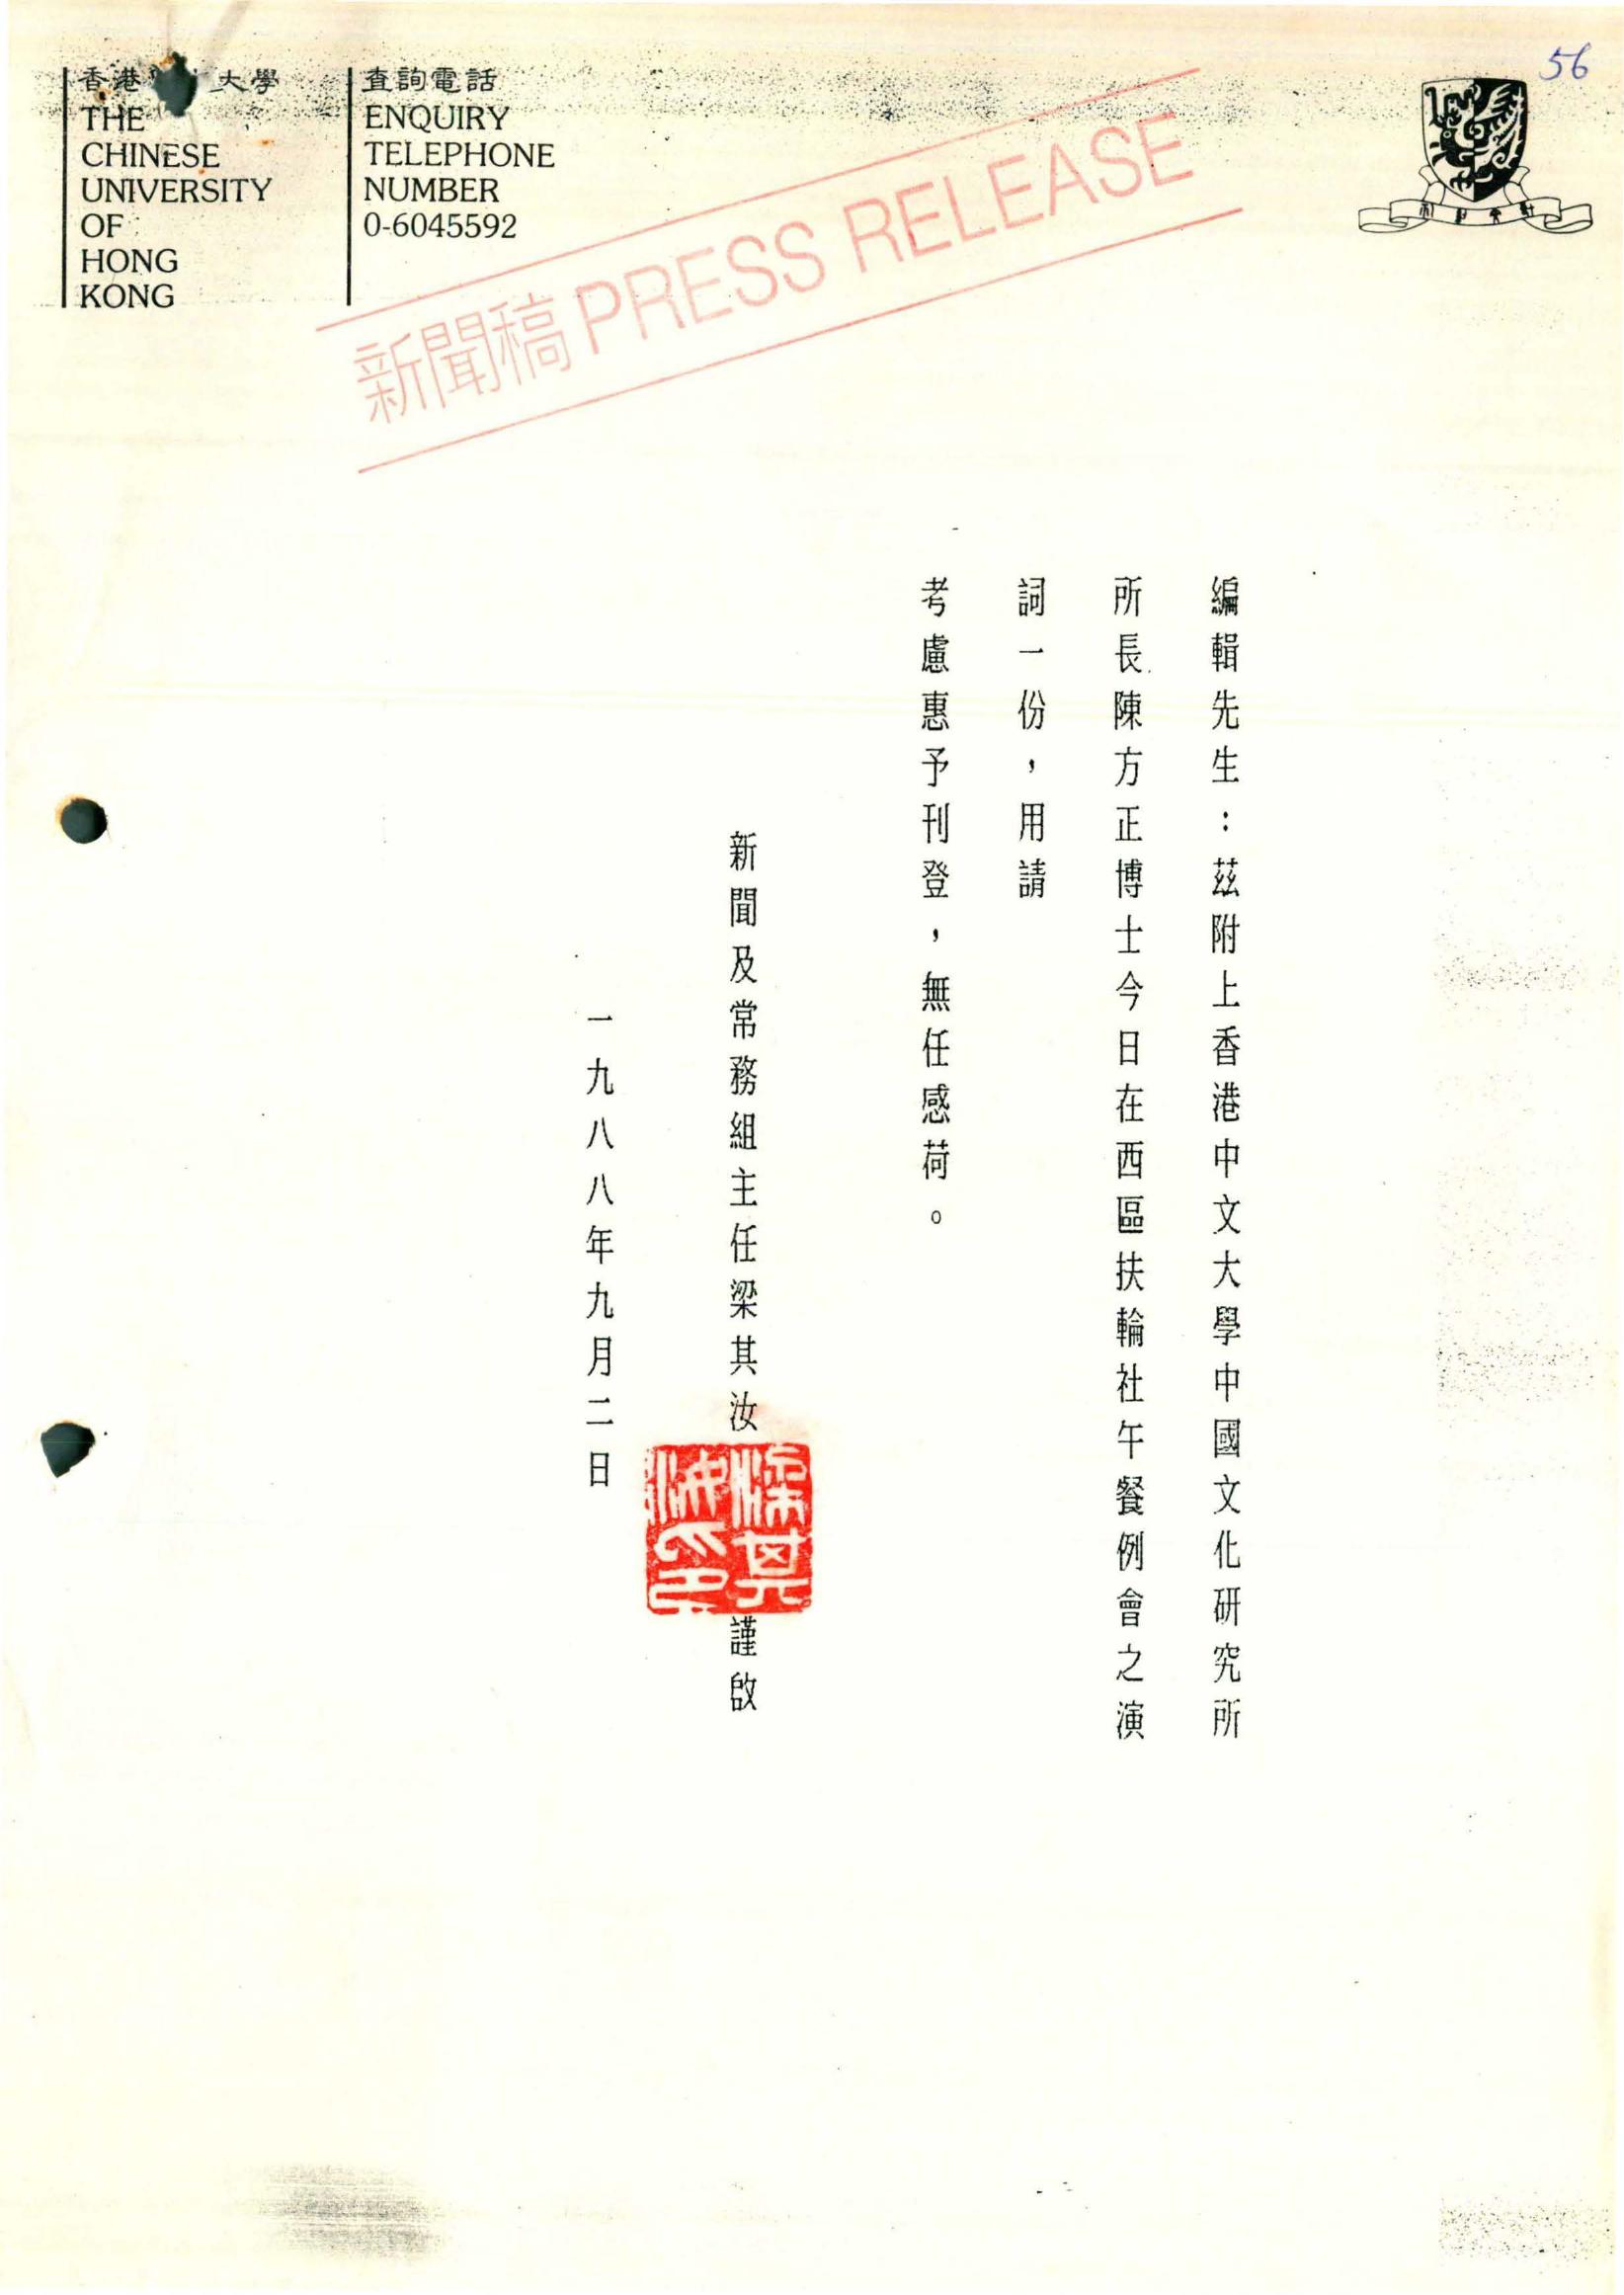 56
香港大學
THE
CHINESE
UNIVERSITY
OF
HONG
KONG
查詢電話
ENQUIRY
TELEPHONE
NUMBER
0-6045592
新聞稿 PRESS RELEASE
編輯先生：茲附上香港中文大學中國文化研究所
所長陳方正博士今日在西區扶輪社午餐例會之演
詞一份，用請
考慮惠予刊登，無任感荷。
新聞及常務組主任梁其汝
梁其汝印
謹啟
一九八八年九月二日